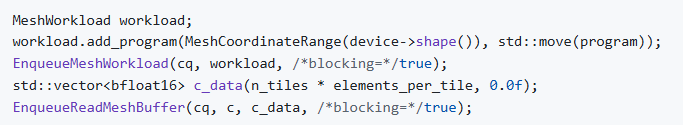 MeshWorkload workload;
workload.add_program(MeshCoordinateRange(device->shape()), std::move(program));
EnqueueMeshWorkload(cq, workload, /*blocking=*/true);
std::vector<bfloat16> c_data(n_tiles * elements_per_tile, 0.0f);
EnqueueReadMeshBuffer(cq, c, c_data, /*blocking=*/true);